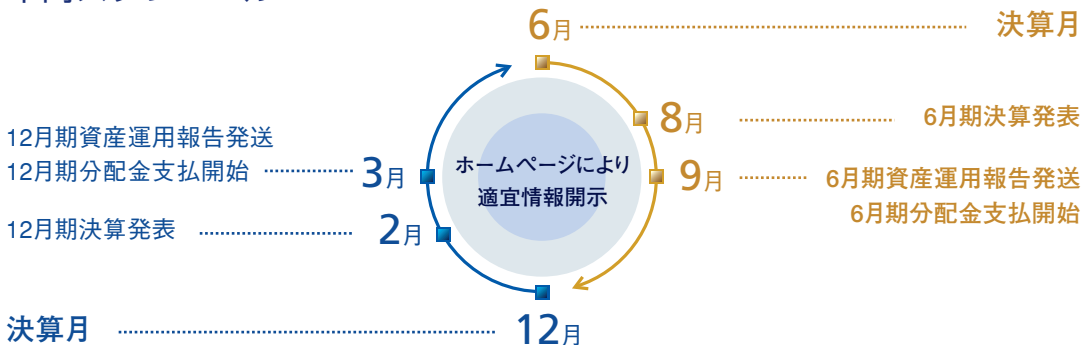 6月 決算月
8月 6月期決算発表
9月 6月期資産運用報告発送
6月期分配金支払開始
ホームページにより
適宜情報開示
12月期資産運用報告発送
12月期分配金支払開始 3月
12月期決算発表 2月
決算月 12月